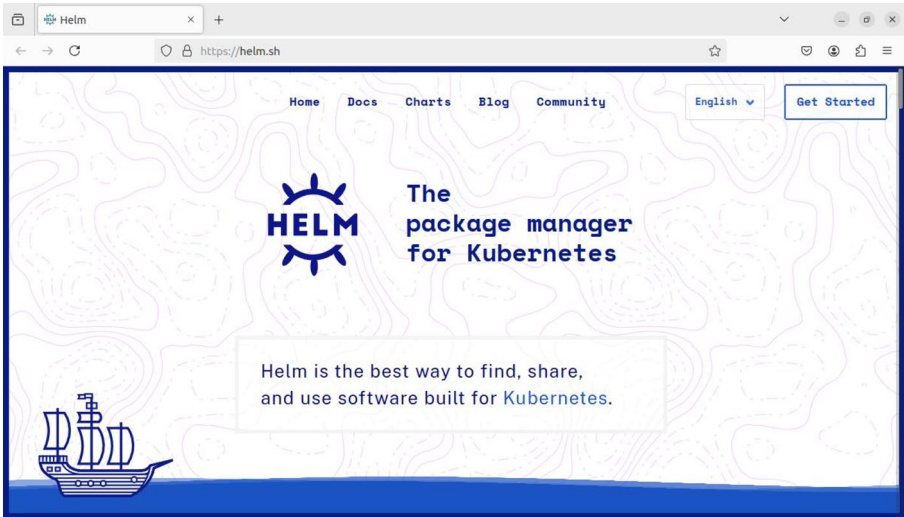 Helm
https://helm.sh
Home Docs Charts Blog Community English Get Started
HELM
The
package manager
for Kubernetes
Helm is the best way to find, share,
and use software built for Kubernetes.